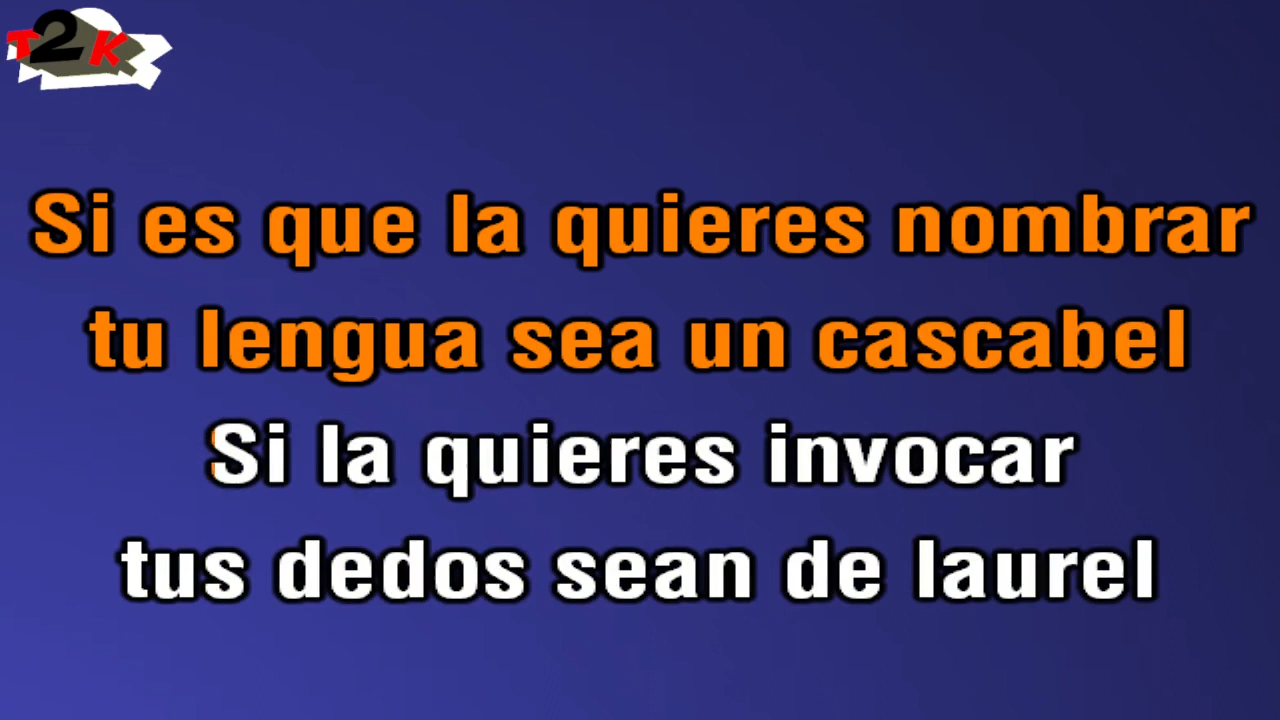 T2K
Si es que la quieres nombrar
tu lengua sea un cascabel
Si la quieres invocar
tus dedos sean de laurel